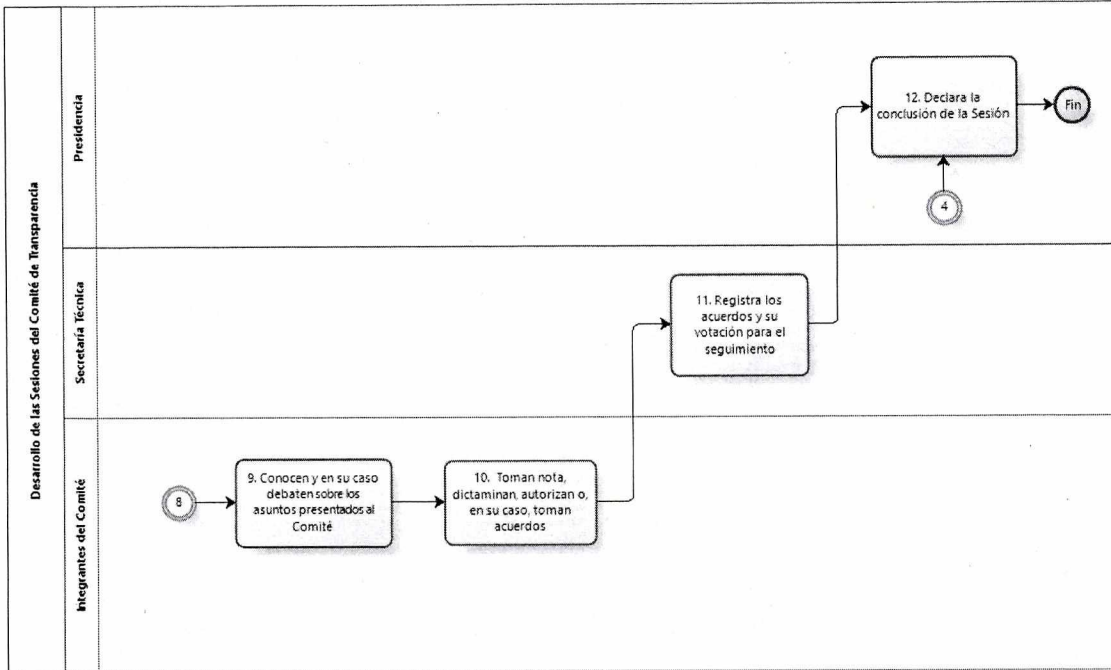 Desarrollo de las Sesiones del Comité de Transparencia
Presidencia
12. Declara la
conclusión de la Sesión
Fin
4
Secretaría Técnica
11. Registra los
acuerdos y su
votación para el
seguimiento
Integrantes del Comité
8
9. Conocen y en su caso
debaten sobre los
asuntos presentados al
Comité
10. Toman nota,
dictaminan, autorizan o,
en su caso, toman
acuerdos